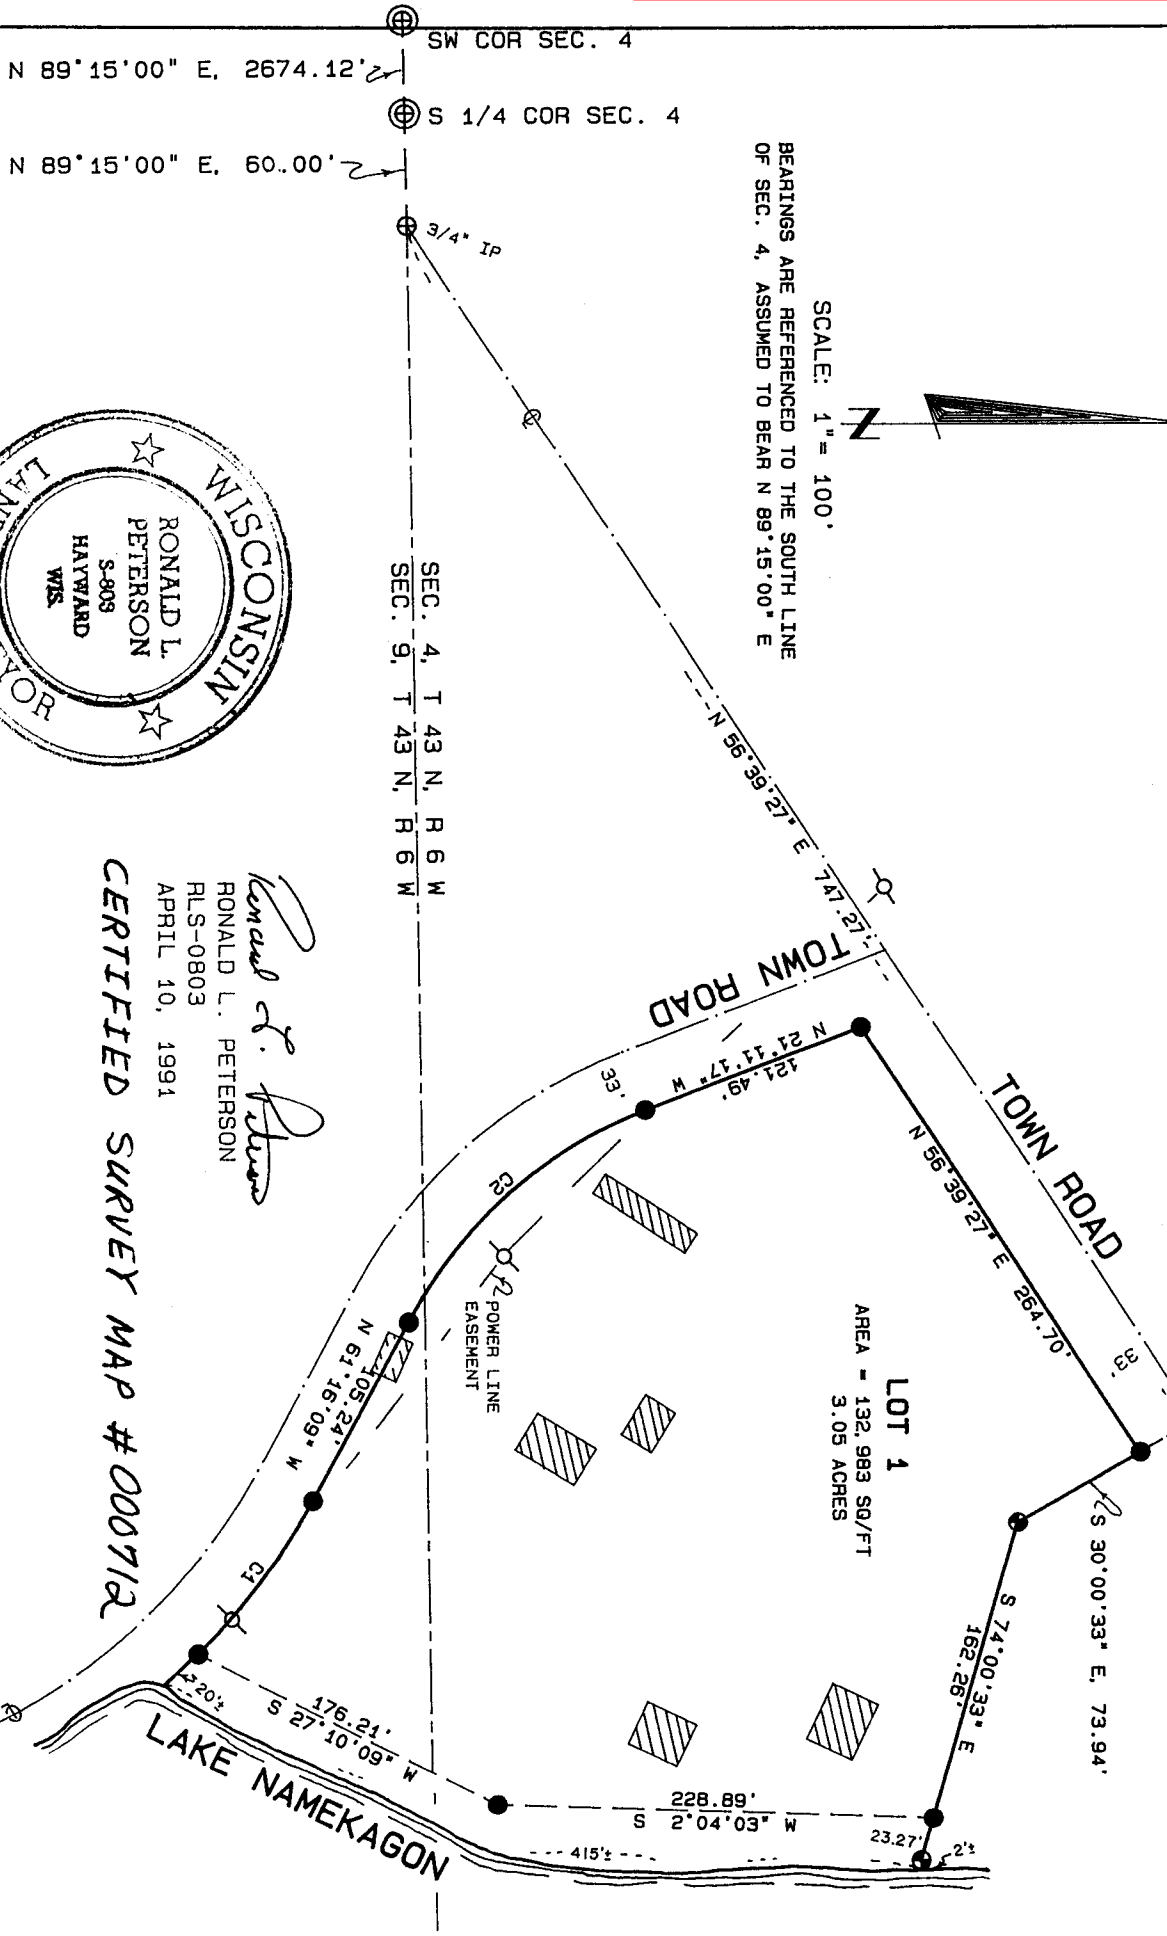 SW COR SEC. 4
N 89°15'00" E, 2674.12'
S 1/4 COR SEC. 4
N 89°15'00" E, 60.00'
3/4" IP
SCALE: 1"= 100'
BEARINGS ARE REFERENCED TO THE SOUTH LINE
OF SEC. 4, ASSUMED TO BEAR N 89°15'00" E
N
WISCONSIN
RONALD L.
PETERSON
S-803
HAYWARD
WIS.
SEC. 4, T 43 N, R 6 W
SEC. 9, T 43 N, R 6 W
N 56°39'27" E 747.27'
TOWN ROAD
TOWN ROAD
N 21°11'17" W
121.49'
33'
N 56°39'27" E 264.70'
33'
C2
POWER LINE
EASEMENT
LOT 1
AREA = 132,983 SQ/FT
3.05 ACRES
S 30°00'33" E, 73.94'
S 74°00'33" E
162.26'
105.24'
N 61°16'09" W
C1
20'±
176.21'
S 27°10'09" W
228.89'
S 2°04'03" W
23.27'
2'±
415'±
LAKE NAMEKAGON
Ronald L. Peterson
RONALD L. PETERSON
RLS-0803
APRIL 10, 1991
CERTIFIED SURVEY MAP #000712